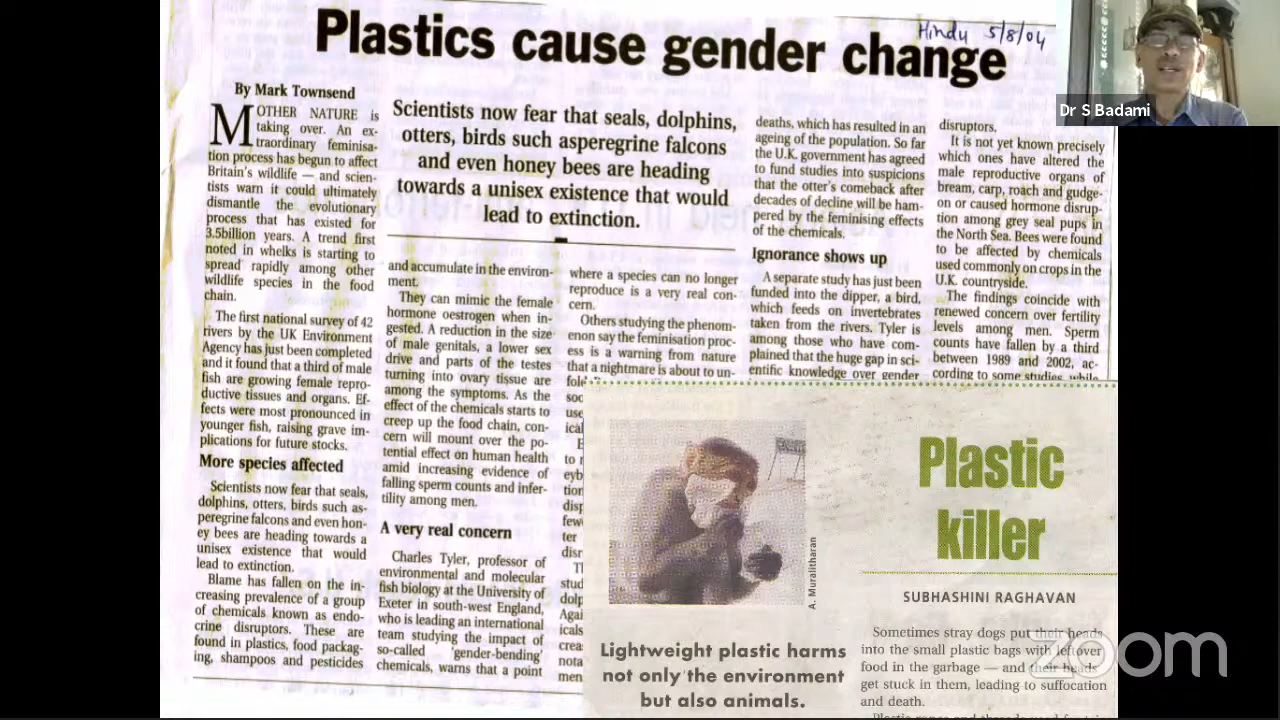 Plastics cause gender change
Hindu 5/8/04
By Mark Townsend
MOTHER NATURE is
taking over. An ex-
traordinary feminisa-
tion process has begun to affect
Britain's wildlife — and scien-
tists warn it could ultimately
dismantle the evolutionary
process that has existed for
3.5billion years. A trend first
noted in whelks is starting to
spread rapidly among other
wildlife species in the food
chain.
The first national survey of 42
rivers by the UK Environment
Agency has just been completed
and it found that a third of male
fish are growing female repro-
ductive tissues and organs. Ef-
fects were most pronounced in
younger fish, raising grave im-
plications for future stocks.
More species affected
Scientists now fear that seals,
dolphins, otters, birds such as-
peregrine falcons and even hon-
ey bees are heading towards a
unisex existence that would
lead to extinction.
Blame has fallen on the in-
creasing prevalence of a group
of chemicals known as endo-
crine disruptors. These are
found in plastics, food packag-
ing, shampoos and pesticides
Scientists now fear that seals, dolphins,
otters, birds such asperegrine falcons
and even honey bees are heading
towards a unisex existence that would
lead to extinction.
and accumulate in the environ-
ment.
They can mimic the female
hormone oestrogen when in-
gested. A reduction in the size
of male genitals, a lower sex
drive and parts of the testes
turning into ovary tissue are
among the symptoms. As the
effect of the chemicals starts to
creep up the food chain, con-
cern will mount over the po-
tential effect on human health
amid increasing evidence of
falling sperm counts and infer-
tility among men.
A very real concern
Charles Tyler, professor of
environmental and molecular
fish biology at the University of
Exeter in south-west England,
who is leading an international
team studying the impact of
so-called 'gender-bending'
chemicals, warns that a point
where a species can no longer
reproduce is a very real con-
cern.
Others studying the phenom-
enon say the feminisation proc-
ess is a warning from nature
that a nightmare is about to un-
fol
soc
use
ical
E
to r
eyb
tion
disp
few
ter
disr
T
stud
dolp
Agai
icals
crea
nota
men
deaths, which has resulted in an
ageing of the population. So far
the U.K. government has agreed
to fund studies into suspicions
that the otter's comeback after
decades of decline will be ham-
pered by the feminising effects
of the chemicals.
Ignorance shows up
A separate study has just been
funded into the dipper, a bird,
which feeds on invertebrates
taken from the rivers. Tyler is
among those who have com-
plained that the huge gap in sci-
entific knowledge over gender
disruptors.
It is not yet known precisely
which ones have altered the
male reproductive organs of
bream, carp, roach and gudge-
on or caused hormone disrup-
tion among grey seal pups in
the North Sea. Bees were found
to be affected by chemicals
used commonly on crops in the
U.K. countryside.
The findings coincide with
renewed concern over fertility
levels among men. Sperm
counts have fallen by a third
between 1989 and 2002, ac-
cording to some studies, while
A. Muralitharan
Lightweight plastic harms
not only the environment
but also animals.
Plastic
killer
SUBHASHINI RAGHAVAN
Sometimes stray dogs put their heads
into the small plastic bags with leftover
food in the garbage — and their heads
get stuck in them, leading to suffocation
and death.
Dr S Badami
zoom